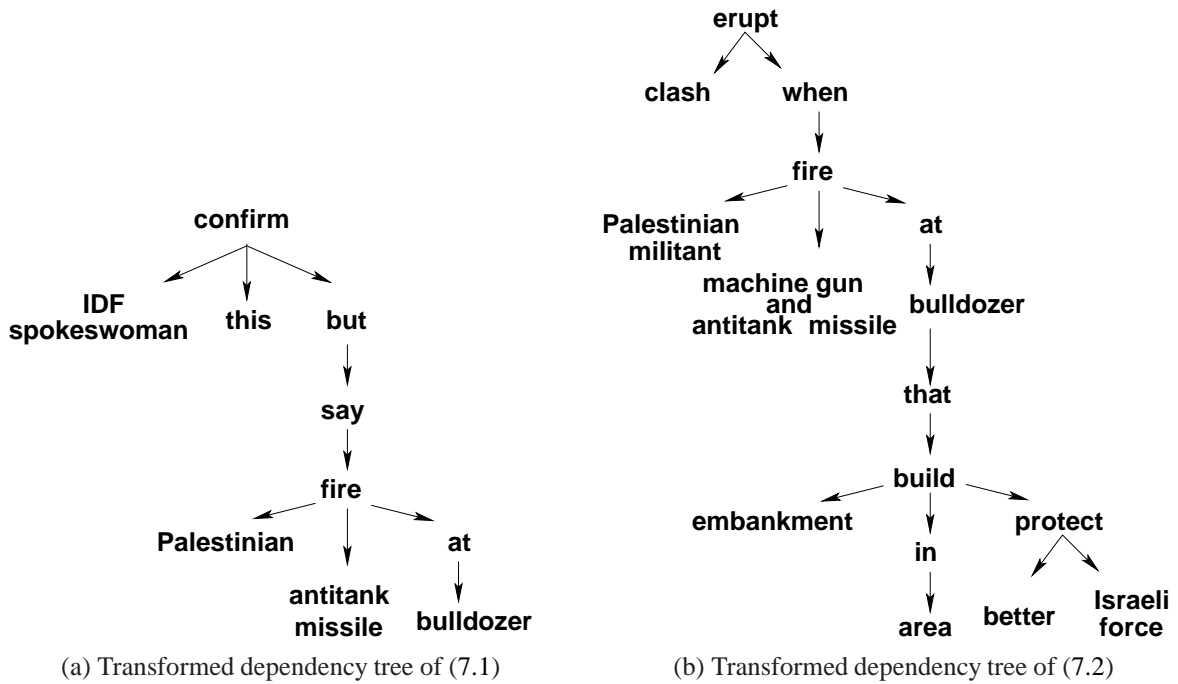 confirm
IDF
spokeswoman
this
but
say
fire
Palestinian
antitank
missile
at
bulldozer
(a) Transformed dependency tree of (7.1)
erupt
clash
when
fire
Palestinian
militant
machine gun
and
antitank missile
at
bulldozer
that
build
embankment
in
area
protect
better
Israeli
force
(b) Transformed dependency tree of (7.2)